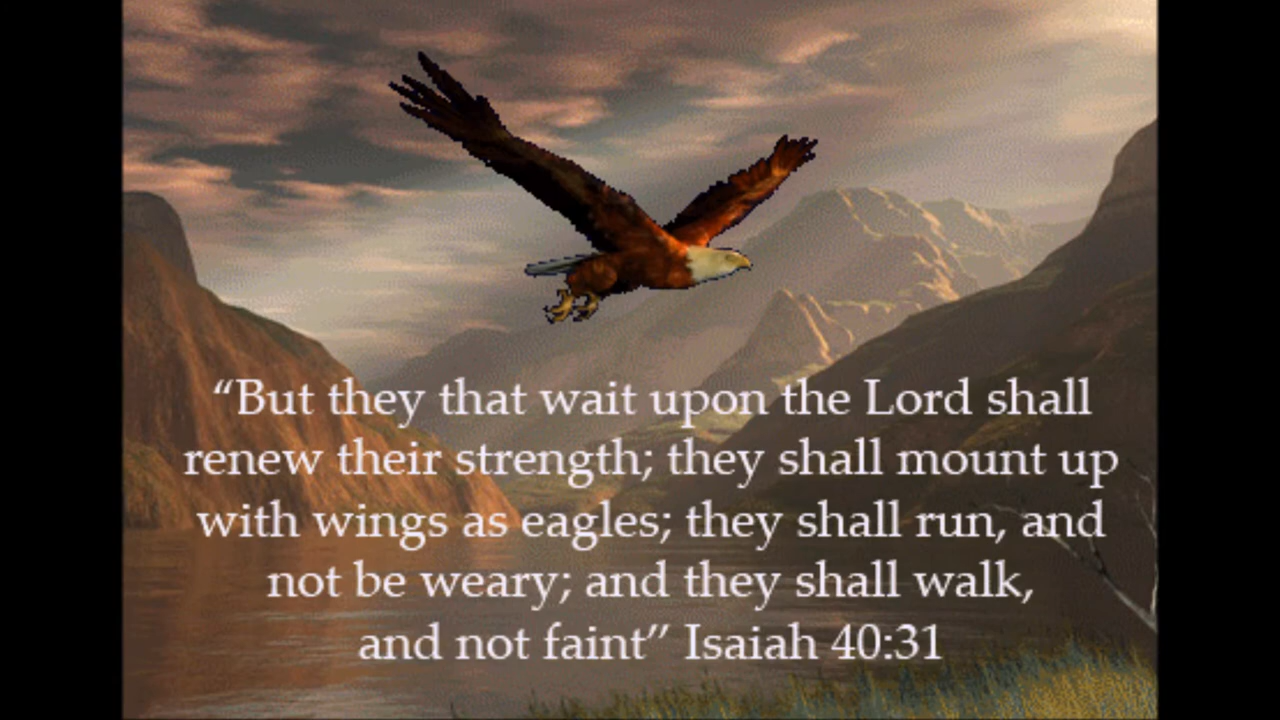 “But they that wait upon the Lord shall
renew their strength; they shall mount up
with wings as eagles; they shall run, and
not be weary; and they shall walk,
and not faint” Isaiah 40:31